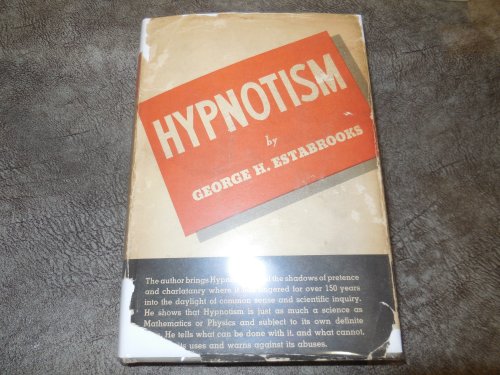 HYPNOTISM
by
GEORGE H. ESTABROOKS
The author brings Hypno the shadows of pretence
and charlatanry where it has lingered for over 150 years
into the daylight of common sense and scientific inquiry.
He shows that Hypnotism is just as much a science as
Mathematics or Physics and subject to its own definite
He tells what can be done with it, and what cannot,
its uses and warns against its abuses.